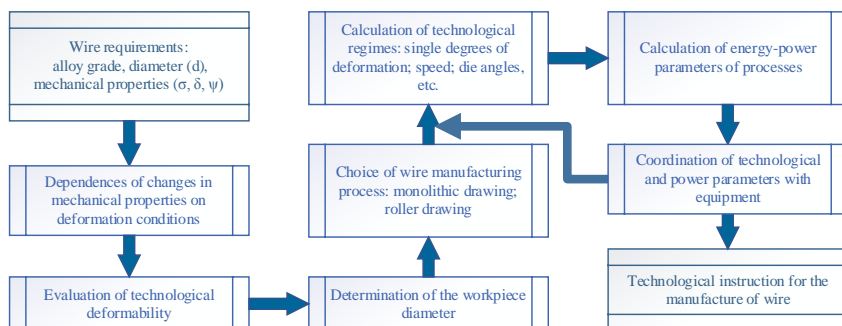 Wire requirements:
alloy grade, diameter (d),
mechanical properties (σ, δ, ψ)
Dependences of changes in
mechanical properties on
deformation conditions
Evaluation of technological
deformability
Determination of the workpiece
diameter
Choice of wire manufacturing
process: monolithic drawing;
roller drawing
Calculation of technological
regimes: single degrees of
deformation; speed; die angles,
etc.
Calculation of energy-power
parameters of processes
Coordination of technological
and power parameters with
equipment
Technological instruction for the
manufacture of wire